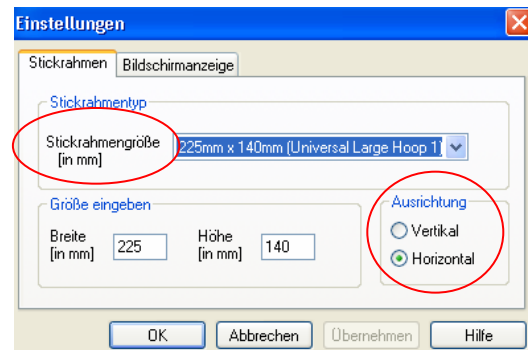 Einstellungen
Stickrahmen Bildschirmanzeige
Stickrahmentyp
Stickrahmengröße
[in mm]
225mm x 140mm (Universal Large Hoop 1)
Größe eingeben
Breite
[in mm]
225
Höhe
[in mm]
140
Ausrichtung
Vertikal
Horizontal
OK Abbrechen Übernehmen Hilfe